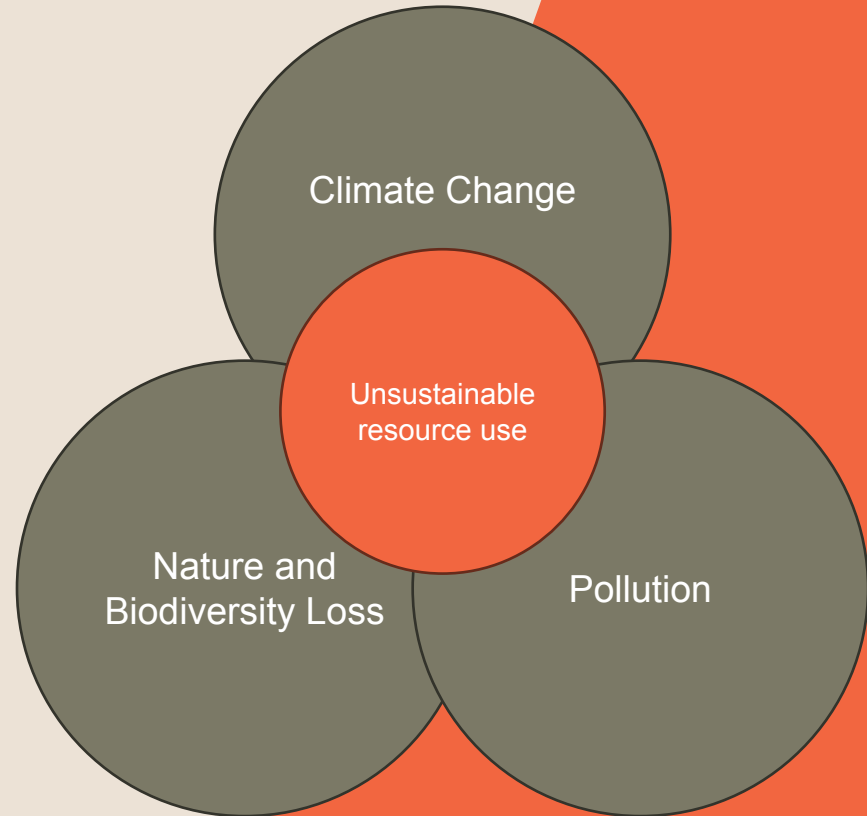 Climate Change
Unsustainable
resource use
Nature and
Biodiversity Loss
Pollution